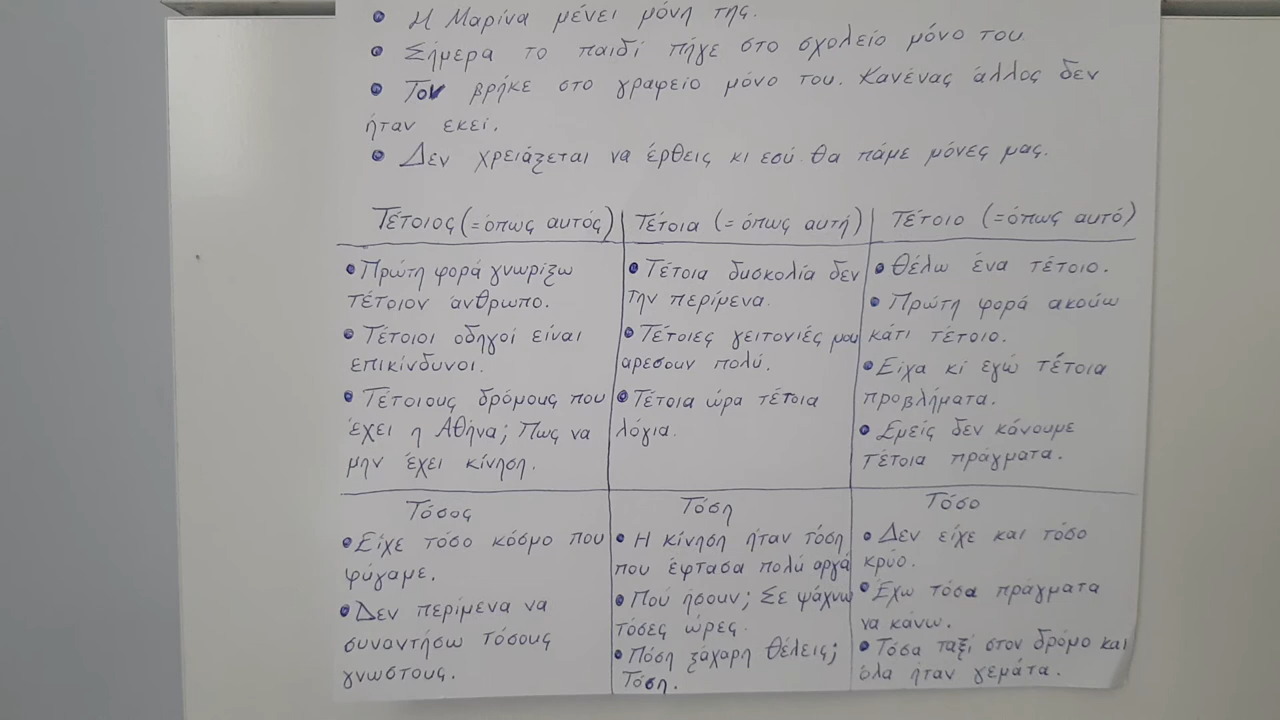 • Η Μαρίνα μένει μόνη της.
• Σήμερα το παιδί πήγε στο σχολείο μόνο του
• Τον βρήκε στο γραφείο μόνο του. Κανένας άλλος δεν
ήταν εκεί.
• Δεν χρειάζεται να έρθεις κι εσύ. Θα πάμε μόνες μας.
Τέτοιος (=όπως αυτός)
• Πρώτη φορά γνωρίζω
τέτοιον άνθρωπο.
• Τέτοιοι οδηγοί είναι
επικίνδυνοι.
• Τέτοιους δρόμους που
έχει η Αθήνα; Πως να
μην έχει κίνηση.
Τέτοια (= όπως αυτή)
• Τέτοια δυσκολία δεν
την περίμενα.
• Τέτοιες γειτονιές μου
αρεσουν πολύ.
• Τέτοια ώρα τέτοια
λόγια.
Τέτοιο (=όπως αυτό)
• Θέλω ένα τέτοιο.
• Πρώτη φορά ακούω
κάτι τέτοιο.
• Είχα κι εγώ τέτοια
προβλήματα.
• Εμείς δεν κάνουμε
τέτοια πράγματα.
Τόσος
• Είχε τόσο κόσμο που
φύγαμε.
• Δεν περίμενα να
συναντήσω τόσους
γνωστους.
Τόση
• Η κίνηση ήταν τόση
που έφτασα πολύ αργά
• Πού ήσουν; Σε ψάχνω
τόσες ώρες.
• Πόση ζάχαρη θέλεις;
Τόση.
Τόσο
• Δεν είχε και τόσο
κρύο.
• Έχω τόσα πράγματα
να κάνω.
• Τόσα ταξί στον δρόμο και
όλα ήταν γεμάτα.